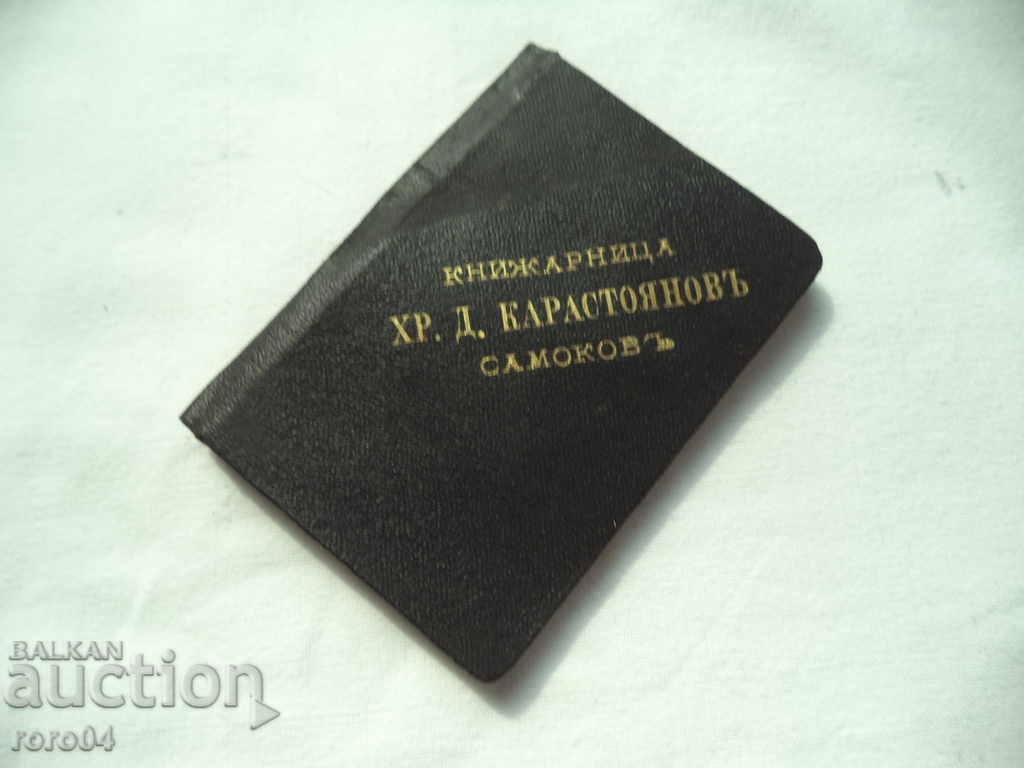 КНИЖАРНИЦА
ХР. Д. КАРАСТОЯНОВЪ
САМОКОВЪ
BALKAN
auction
roro04